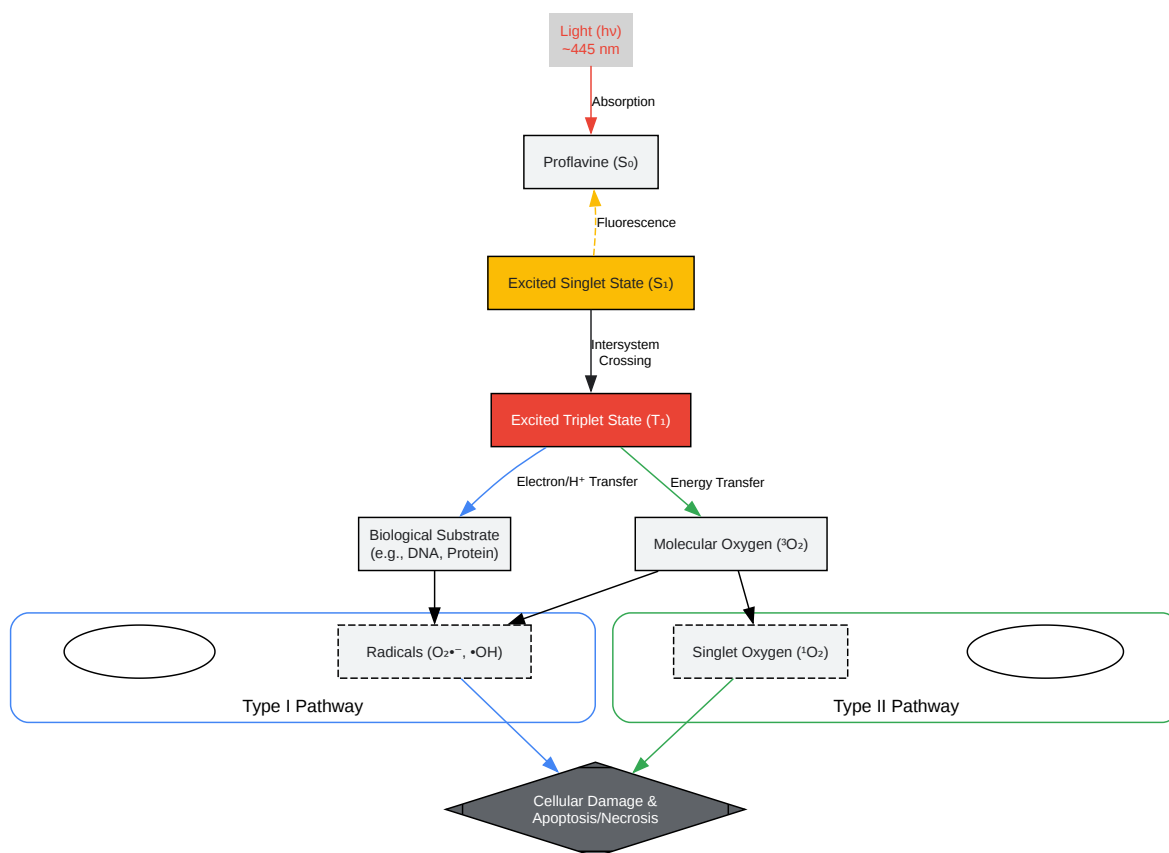 Light (hν)
~445 nm
Absorption
Proflavine (S₀)
Fluorescence
Excited Singlet State (S₁)
Intersystem
Crossing
Excited Triplet State (T₁)
Electron/H⁺ Transfer
Energy Transfer
Biological Substrate
(e.g., DNA, Protein)
Molecular Oxygen (³O₂)
Radicals (O₂•⁻, •OH)
Singlet Oxygen (¹O₂)
Type I Pathway
Type II Pathway
Cellular Damage &
Apoptosis/Necrosis